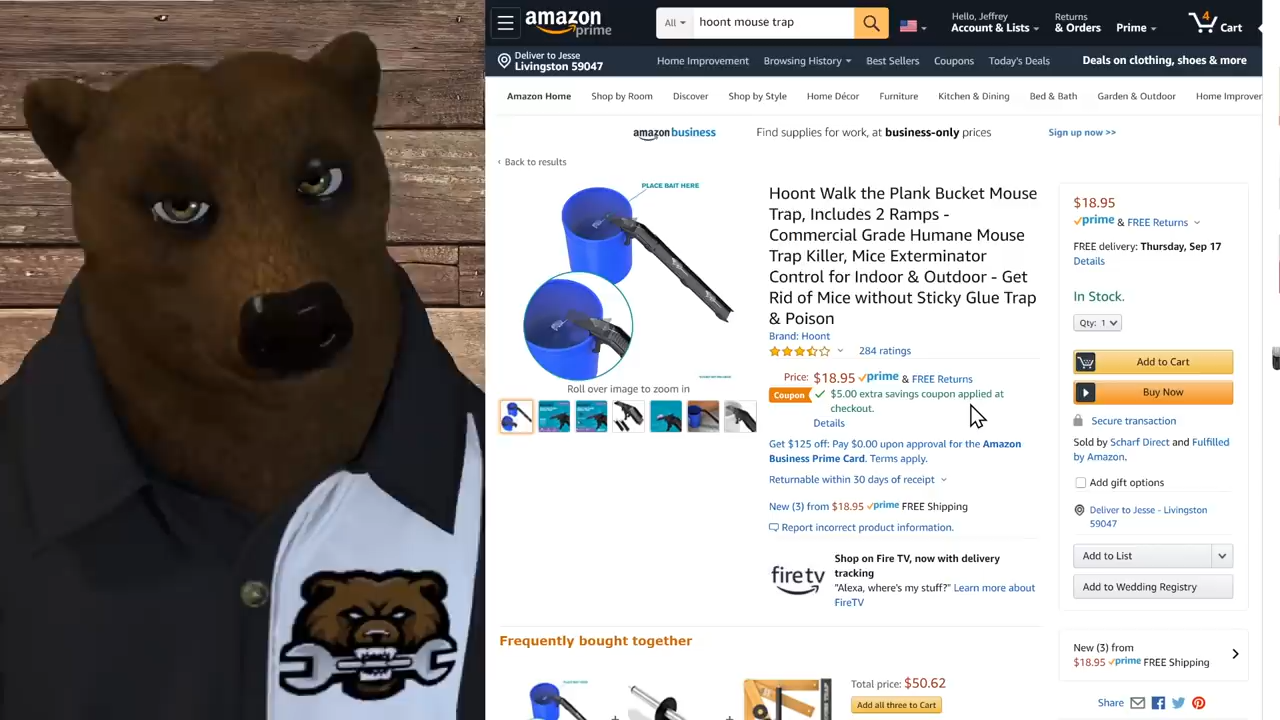 amazon
prime
All
hoont mouse trap
Hello, Jeffrey
Account & Lists
Returns
& Orders
Prime
4
Cart
Deliver to Jesse
Livingston 59047
Home Improvement
Browsing History
Best Sellers
Coupons
Today's Deals
Deals on clothing, shoes & more
Amazon Home
Shop by Room
Discover
Shop by Style
Home Décor
Furniture
Kitchen & Dining
Bed & Bath
Garden & Outdoor
Home Improver
amazon business
Find supplies for work, at business-only prices
Sign up now >>
‹ Back to results
PLACE BAIT HERE
Roll over image to zoom in
Hoont Walk the Plank Bucket Mouse
Trap, Includes 2 Ramps -
Commercial Grade Humane Mouse
Trap Killer, Mice Exterminator
Control for Indoor & Outdoor - Get
Rid of Mice without Sticky Glue Trap
& Poison
Brand: Hoont
284 ratings
Price: $18.95 prime & FREE Returns
Coupon $5.00 extra savings coupon applied at
checkout.
Details
Get $125 off: Pay $0.00 upon approval for the Amazon
Business Prime Card. Terms apply.
Returnable within 30 days of receipt
New (3) from $18.95 prime FREE Shipping
Report incorrect product information.
fire tv
Shop on Fire TV, now with delivery
tracking
"Alexa, where's my stuff?" Learn more about
FireTV
$18.95
prime & FREE Returns
FREE delivery: Thursday, Sep 17
Details
In Stock.
Qty: 1
Add to Cart
Buy Now
Secure transaction
Sold by Scharf Direct and Fulfilled
by Amazon.
Add gift options
Deliver to Jesse - Livingston
59047
Add to List
Add to Wedding Registry
New (3) from
$18.95 prime FREE Shipping
Share
Frequently bought together
+
+
Total price: $50.62
Add all three to Cart